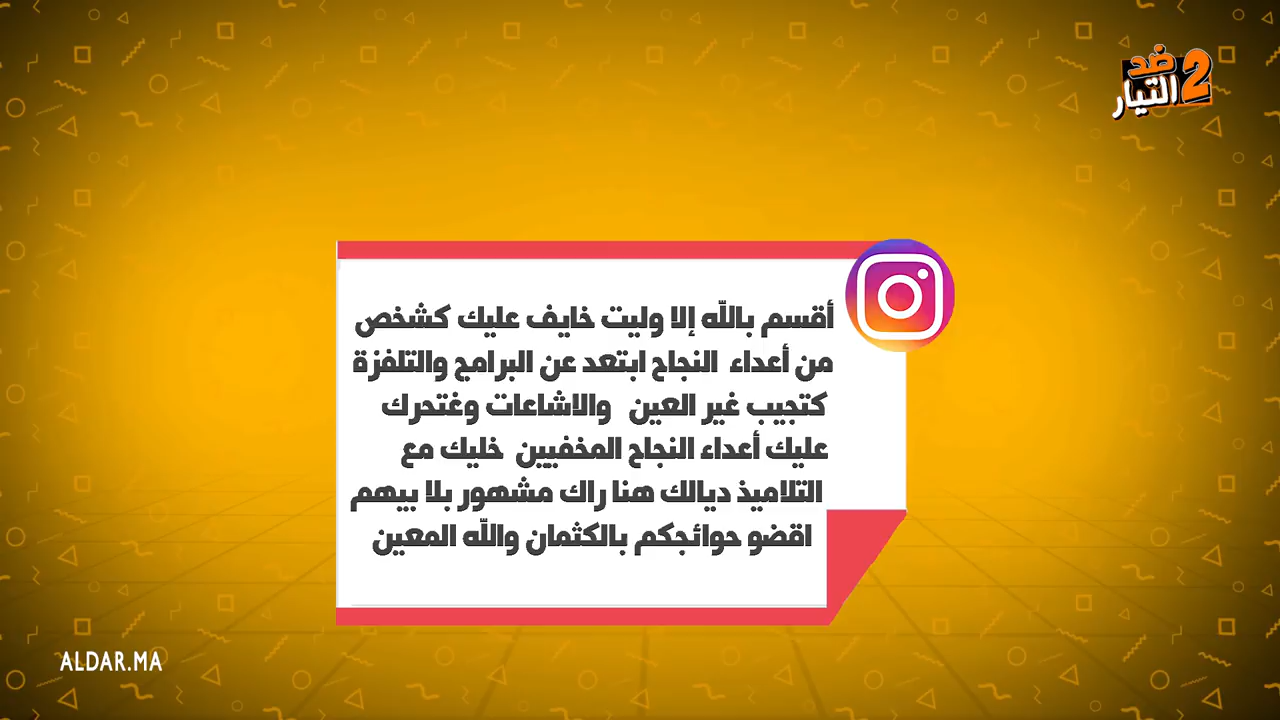 ضد
التيار 2
أقسم بالله إلا وليت خايف عليك كشخص
من أعداء النجاح ابتعد عن البرامج والتلفزة
كتجيب غير العين والاشاعات وغتحرك
عليك أعداء النجاح المخفيين خليك مع
التلاميذ ديالك هنا راك مشهور بلا بيهم
اقضو حوائجكم بالكثمان والله المعين
ALDAR.MA